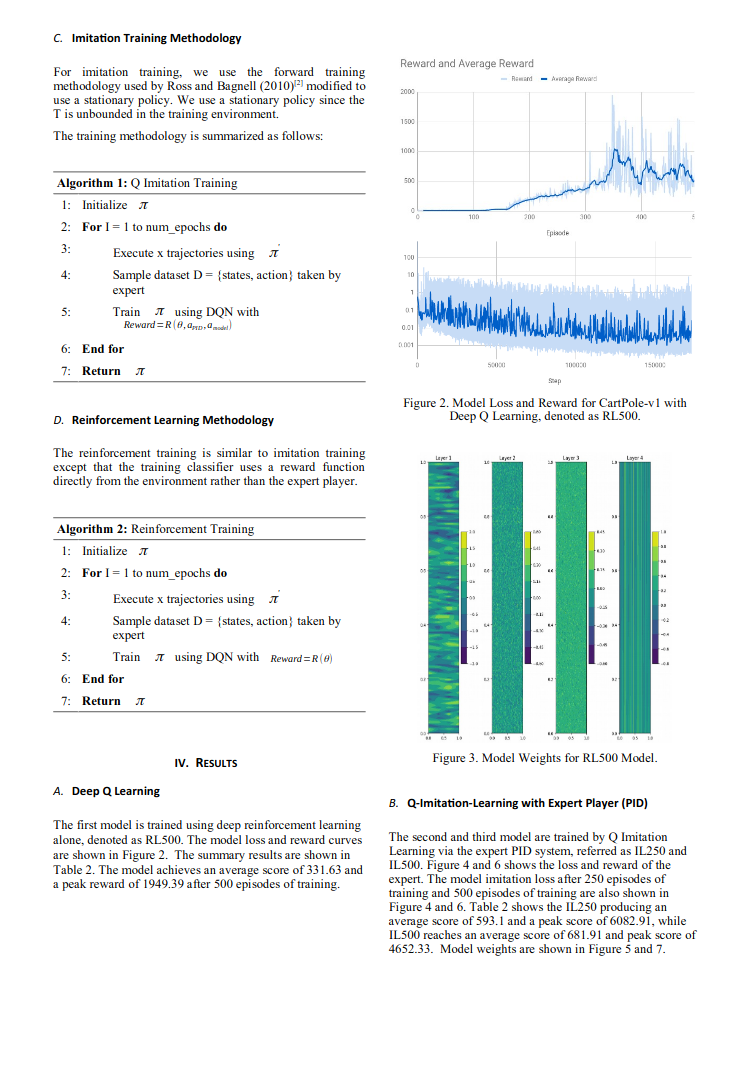 C. Imitation Training Methodology
For imitation training, we use the forward training
methodology used by Ross and Bagnell (2010)[2] modified to
use a stationary policy. We use a stationary policy since the
T is unbounded in the training environment.
The training methodology is summarized as follows:
Algorithm 1: Q Imitation Training
1: Initialize π
2: For I = 1 to num_epochs do
3: Execute x trajectories using π*
4: Sample dataset D = {states, action} taken by
expert
5: Train π using DQN with
Reward=R(θ,a_PID,a_model)
6: End for
7: Return π
D. Reinforcement Learning Methodology
The reinforcement training is similar to imitation training
except that the training classifier uses a reward function
directly from the environment rather than the expert player.
Algorithm 2: Reinforcement Training
1: Initialize π
2: For I = 1 to num_epochs do
3: Execute x trajectories using π*
4: Sample dataset D = {states, action} taken by
expert
5: Train π using DQN with Reward=R(θ)
6: End for
7: Return π
IV. RESULTS
A. Deep Q Learning
The first model is trained using deep reinforcement learning
alone, denoted as RL500. The model loss and reward curves
are shown in Figure 2. The summary results are shown in
Table 2. The model achieves an average score of 331.63 and
a peak reward of 1949.39 after 500 episodes of training.
Reward and Average Reward
Reward Average Reward
2000
1500
1000
500
0
0 100 200 300 400 5
Episode
100
10
1
0.1
0.01
0.001
0 50000 100000 150000
Step
Figure 2. Model Loss and Reward for CartPole-v1 with
Deep Q Learning, denoted as RL500.
Layer 1 Layer 2 Layer 3 Layer 4
Figure 3. Model Weights for RL500 Model.
B. Q-Imitation-Learning with Expert Player (PID)
The second and third model are trained by Q Imitation
Learning via the expert PID system, referred as IL250 and
IL500. Figure 4 and 6 shows the loss and reward of the
expert. The model imitation loss after 250 episodes of
training and 500 episodes of training are also shown in
Figure 4 and 6. Table 2 shows the IL250 producing an
average score of 593.1 and a peak score of 6082.91, while
IL500 reaches an average score of 681.91 and peak score of
4652.33. Model weights are shown in Figure 5 and 7.